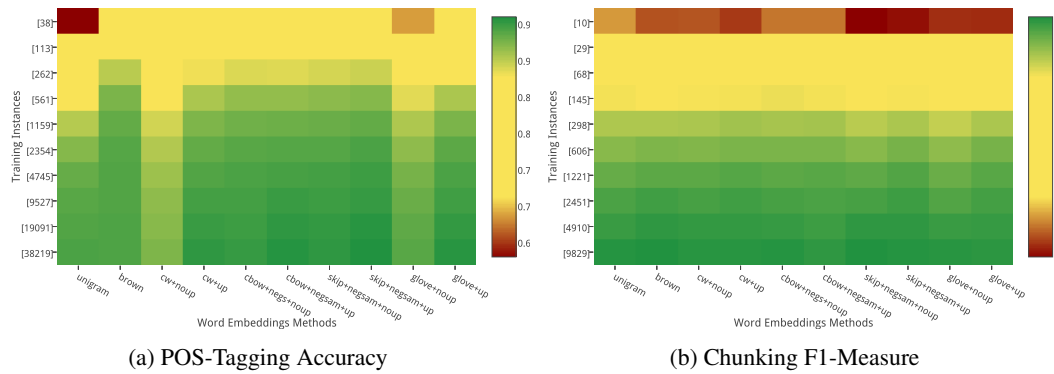 [38]
[113]
[262]
[561]
[1159]
[2354]
[4745]
[9527]
[19091]
[38219]
Training Instances
unigram
brown
cw+noup
cw+up
cbow+negs+noup
cbow+negsam+up
skip+negsam+noup
skip+negsam+up
glove+noup
glove+up
Word Embeddings Methods
0.9
0.9
0.8
0.8
0.7
0.7
0.6
(a) POS-Tagging Accuracy
[10]
[29]
[68]
[145]
[298]
[606]
[1221]
[2451]
[4910]
[9829]
Training Instances
unigram
brown
cw+noup
cw+up
cbow+negs+noup
cbow+negsam+up
skip+negsam+noup
skip+negsam+up
glove+noup
glove+up
Word Embeddings Methods
(b) Chunking F1-Measure